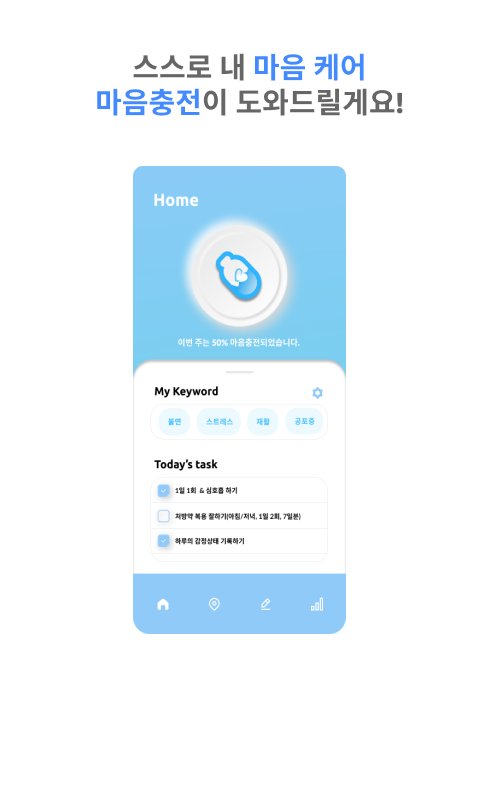 스스로 내 마음 케어
마음충전이 도와드릴게요!
Home
이번 주는 50% 마음충전되었습니다.
My Keyword
불면 스트레스 재활 공포증
Today's task
1일 1회 & 심호흡 하기
처방약 복용 잘하기(아침/저녁, 1일 2회, 7일분)
하루의 감정상태 기록하기